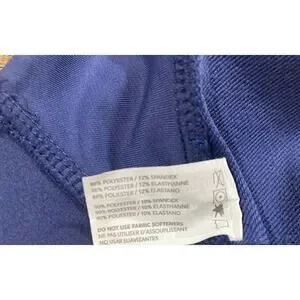 88% POLYESTER / 12% SPANDEX
88% POLYESTER / 12% ELASTHANNE
88% POLYESTER / 12% ELASTANO
90% POLYESTER / 10% SPANDEX
90% POLYESTER / 10% ELASTHANNE
90% POLYESTER / 10% ELASTANO
DO NOT USE FABRIC SOFTENERS
NE PAS UTILISER D'ASSOUPLISSANT
NO USAR SUAVIZANTES.